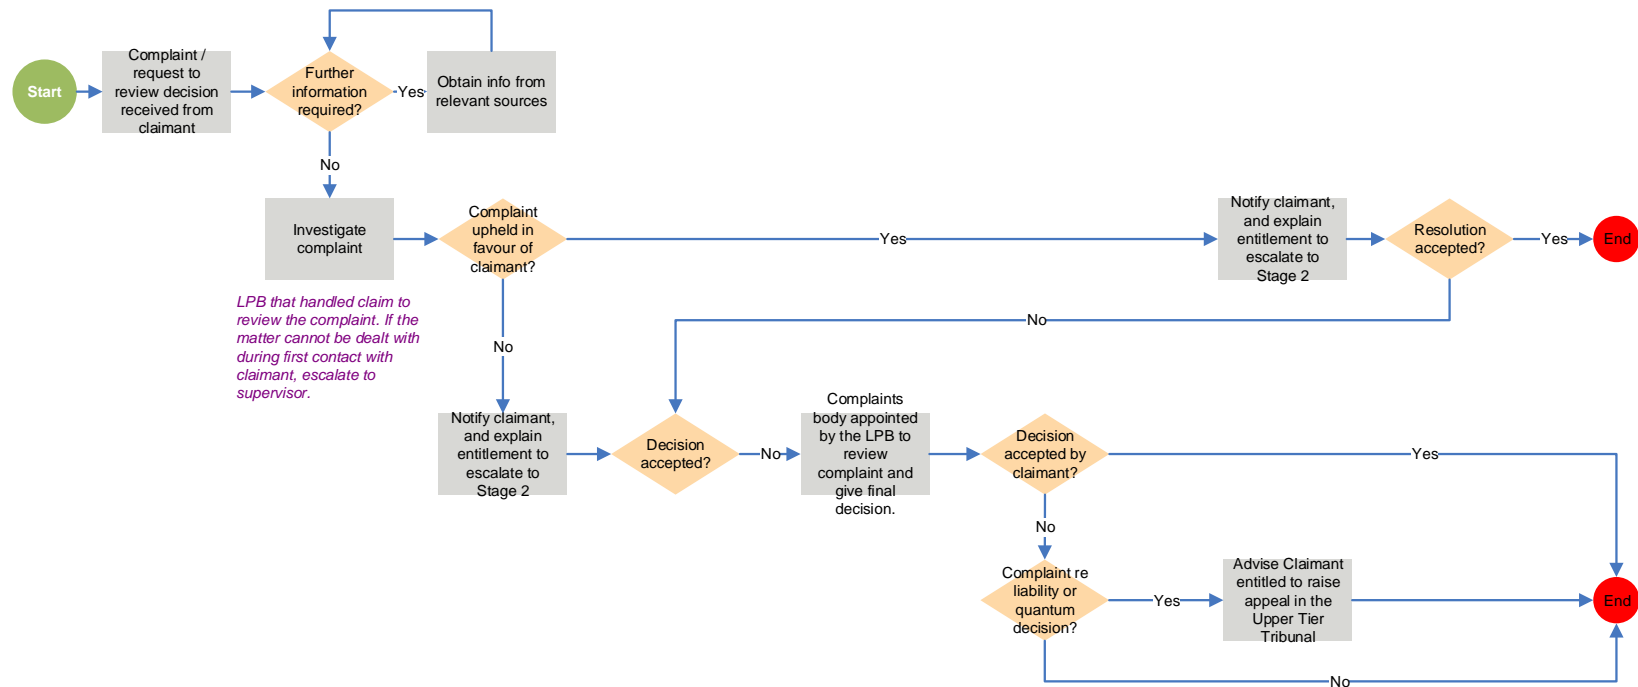 Start
Complaint /
request to
review decision
received from
claimant
Further
information
required?
Yes
Obtain info from
relevant sources
No
Investigate
complaint
LPB that handled claim to
review the complaint. If the
matter cannot be dealt with
during first contact with
claimant, escalate to
supervisor.
Complaint
upheld in
favour of
claimant?
Yes
Notify claimant,
and explain
entitlement to
escalate to
Stage 2
Resolution
accepted?
Yes
End
No
No
Notify claimant,
and explain
entitlement to
escalate to
Stage 2
Decision
accepted?
No
Complaints
body appointed
by the LPB to
review
complaint and
give final
decision.
Decision
accepted by
claimant?
Yes
No
Complaint re
liability or
quantum
decision?
Yes
Advise Claimant
entitled to raise
appeal in the
Upper Tier
Tribunal
End
No